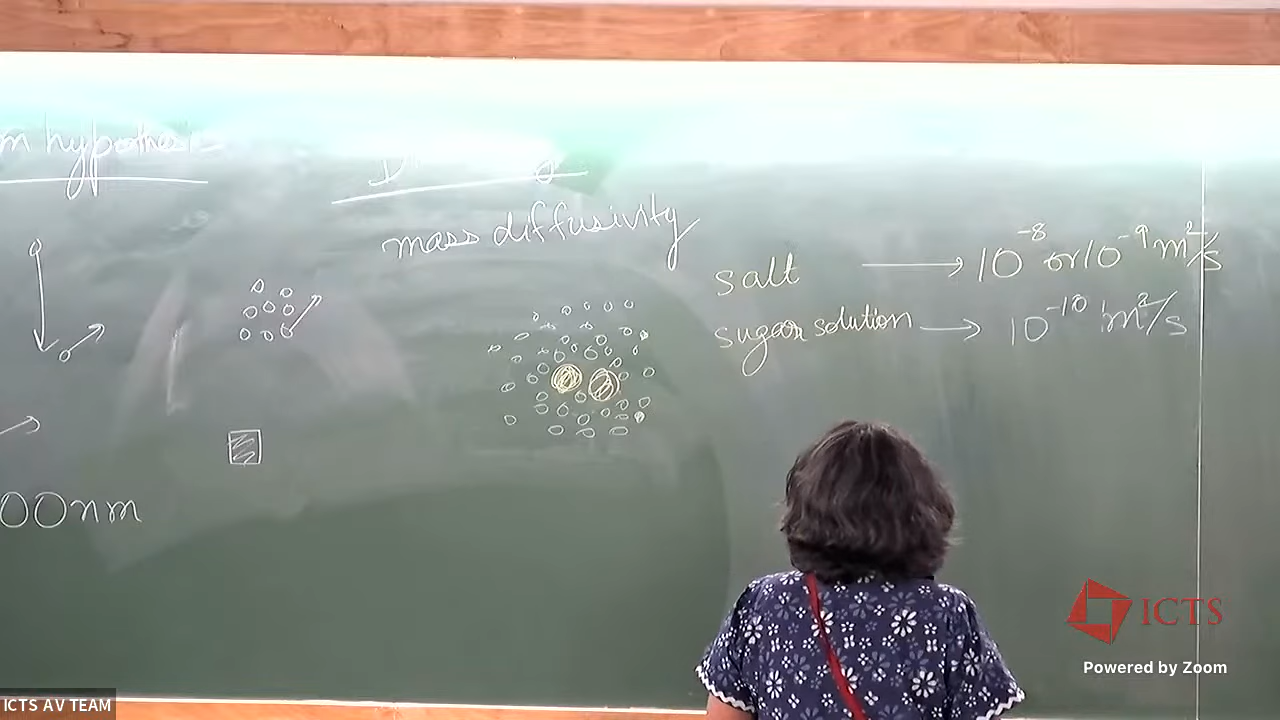 m hypothesis
mass diffusivity
salt ⟶ 10⁻⁸ or 10⁻⁹ m²/s
sugar solution ⟶ 10⁻¹⁰ m²/s
00nm
ICTS
Powered by Zoom
ICTS AV TEAM